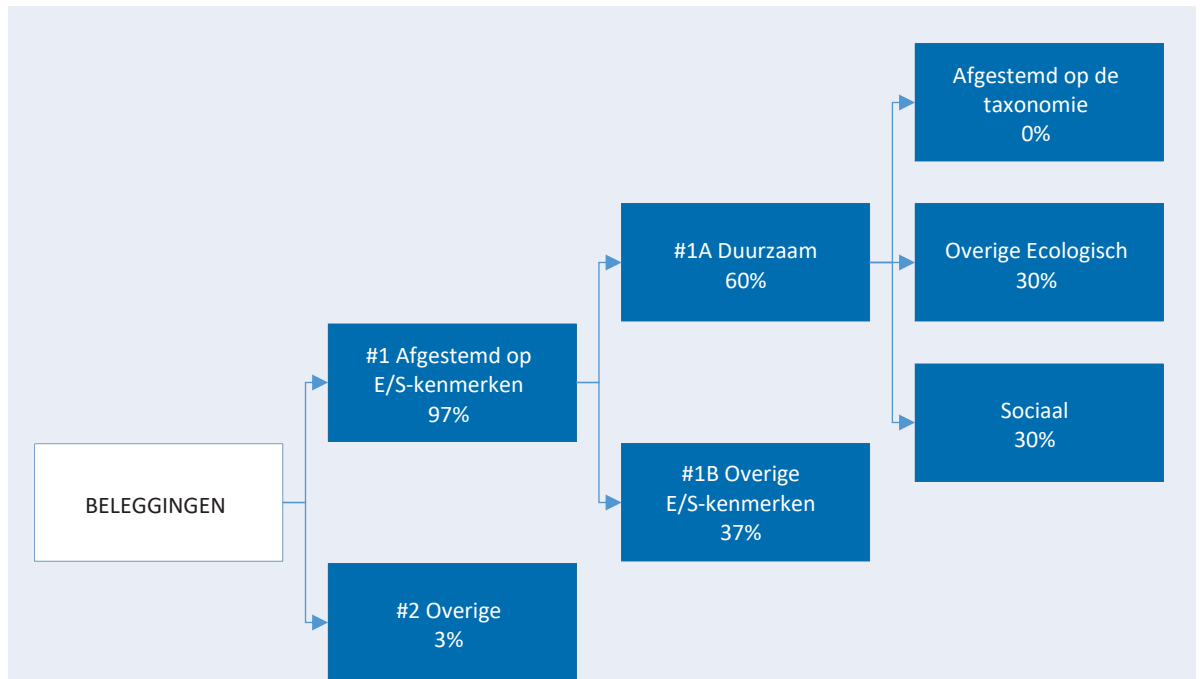 BELEGGINGEN
#1 Afgestemd op
E/S-kenmerken
97%
#2 Overige
3%
#1A Duurzaam
60%
#1B Overige
E/S-kenmerken
37%
Afgestemd op de
taxonomie
0%
Overige Ecologisch
30%
Sociaal
30%